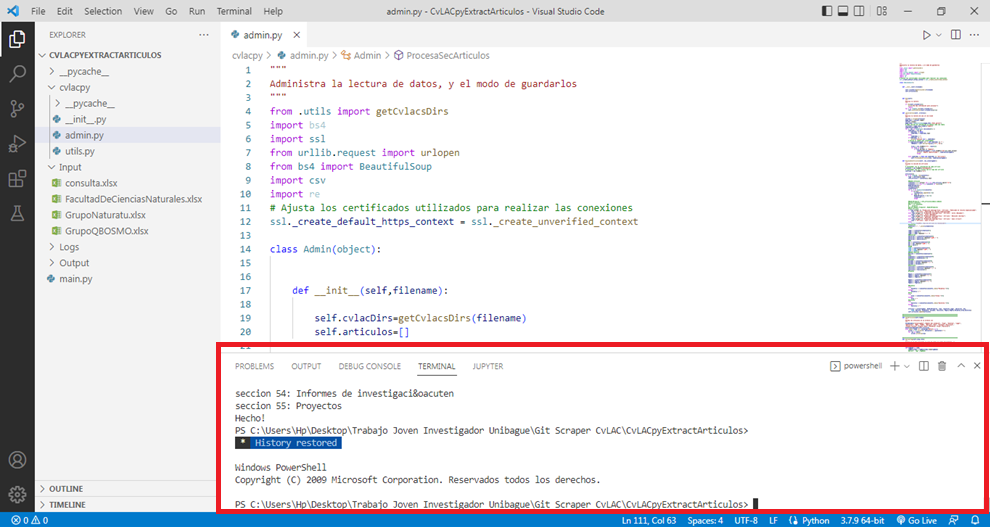 File Edit Selection View Go Run Terminal Help
admin.py - CvLACpyExtractArticulos - Visual Studio Code
EXPLORER
CVLACPYEXTRACTARTICULOS
__pycache__
cvlacpy
__pycache__
__init__.py
admin.py
utils.py
Input
consulta.xlsx
FacultadDeCienciasNaturales.xlsx
GrupoNaturatu.xlsx
GrupoQBOSMO.xlsx
Logs
Output
main.py
OUTLINE
TIMELINE
admin.py
cvlacpy > admin.py > Admin > ProcesaSecArticulos
1 """
2 Administra la lectura de datos, y el modo de guardarlos
3 """
4 from .utils import getCvlacsDirs
5 import bs4
6 import ssl
7 from urllib.request import urlopen
8 from bs4 import BeautifulSoup
9 import csv
10 import re
11 # Ajusta los certificados utilizados para realizar las conexiones
12 ssl._create_default_https_context = ssl._create_unverified_context
13
14 class Admin(object):
15
16
17 def __init__(self,filename):
18
19 self.cvlacDirs=getCvlacsDirs(filename)
20 self.articulos=[]
PROBLEMS OUTPUT DEBUG CONSOLE TERMINAL JUPYTER
powershell
seccion 54: Informes de investigaci&oacuten
seccion 55: Proyectos
Hecho!
PS C:\Users\Hp\Desktop\Trabajo Joven Investigador Unibague\Git Scraper CvLAC\CvLACpyExtractArticulos>
* History restored
Windows PowerShell
Copyright (C) 2009 Microsoft Corporation. Reservados todos los derechos.
PS C:\Users\Hp\Desktop\Trabajo Joven Investigador Unibague\Git Scraper CvLAC\CvLACpyExtractArticulos>
0 0
Ln 111, Col 63 Spaces: 4 UTF-8 LF Python 3.7.9 64-bit Go Live